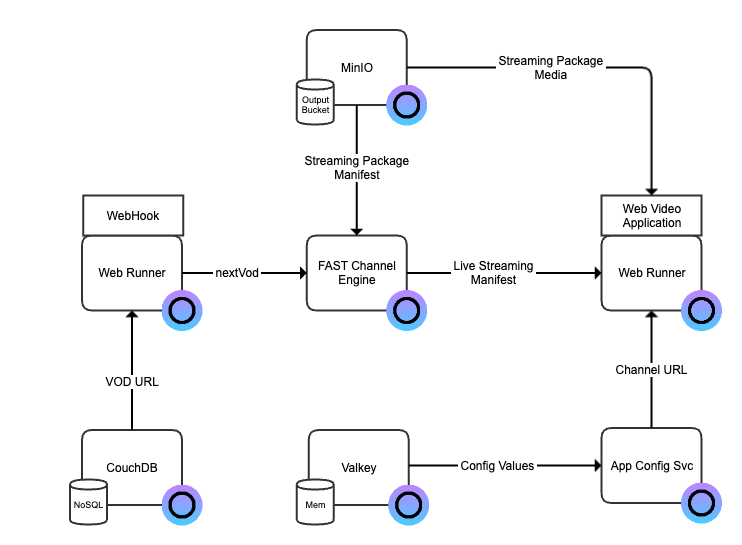 MinIO
Output
Bucket
Streaming Package
Media
Streaming Package
Manifest
WebHook
Web Runner
nextVod
FAST Channel
Engine
Live Streaming
Manifest
Web Video
Application
Web Runner
VOD URL
Channel URL
CouchDB
NoSQL
Valkey
Mem
Config Values
App Config Svc